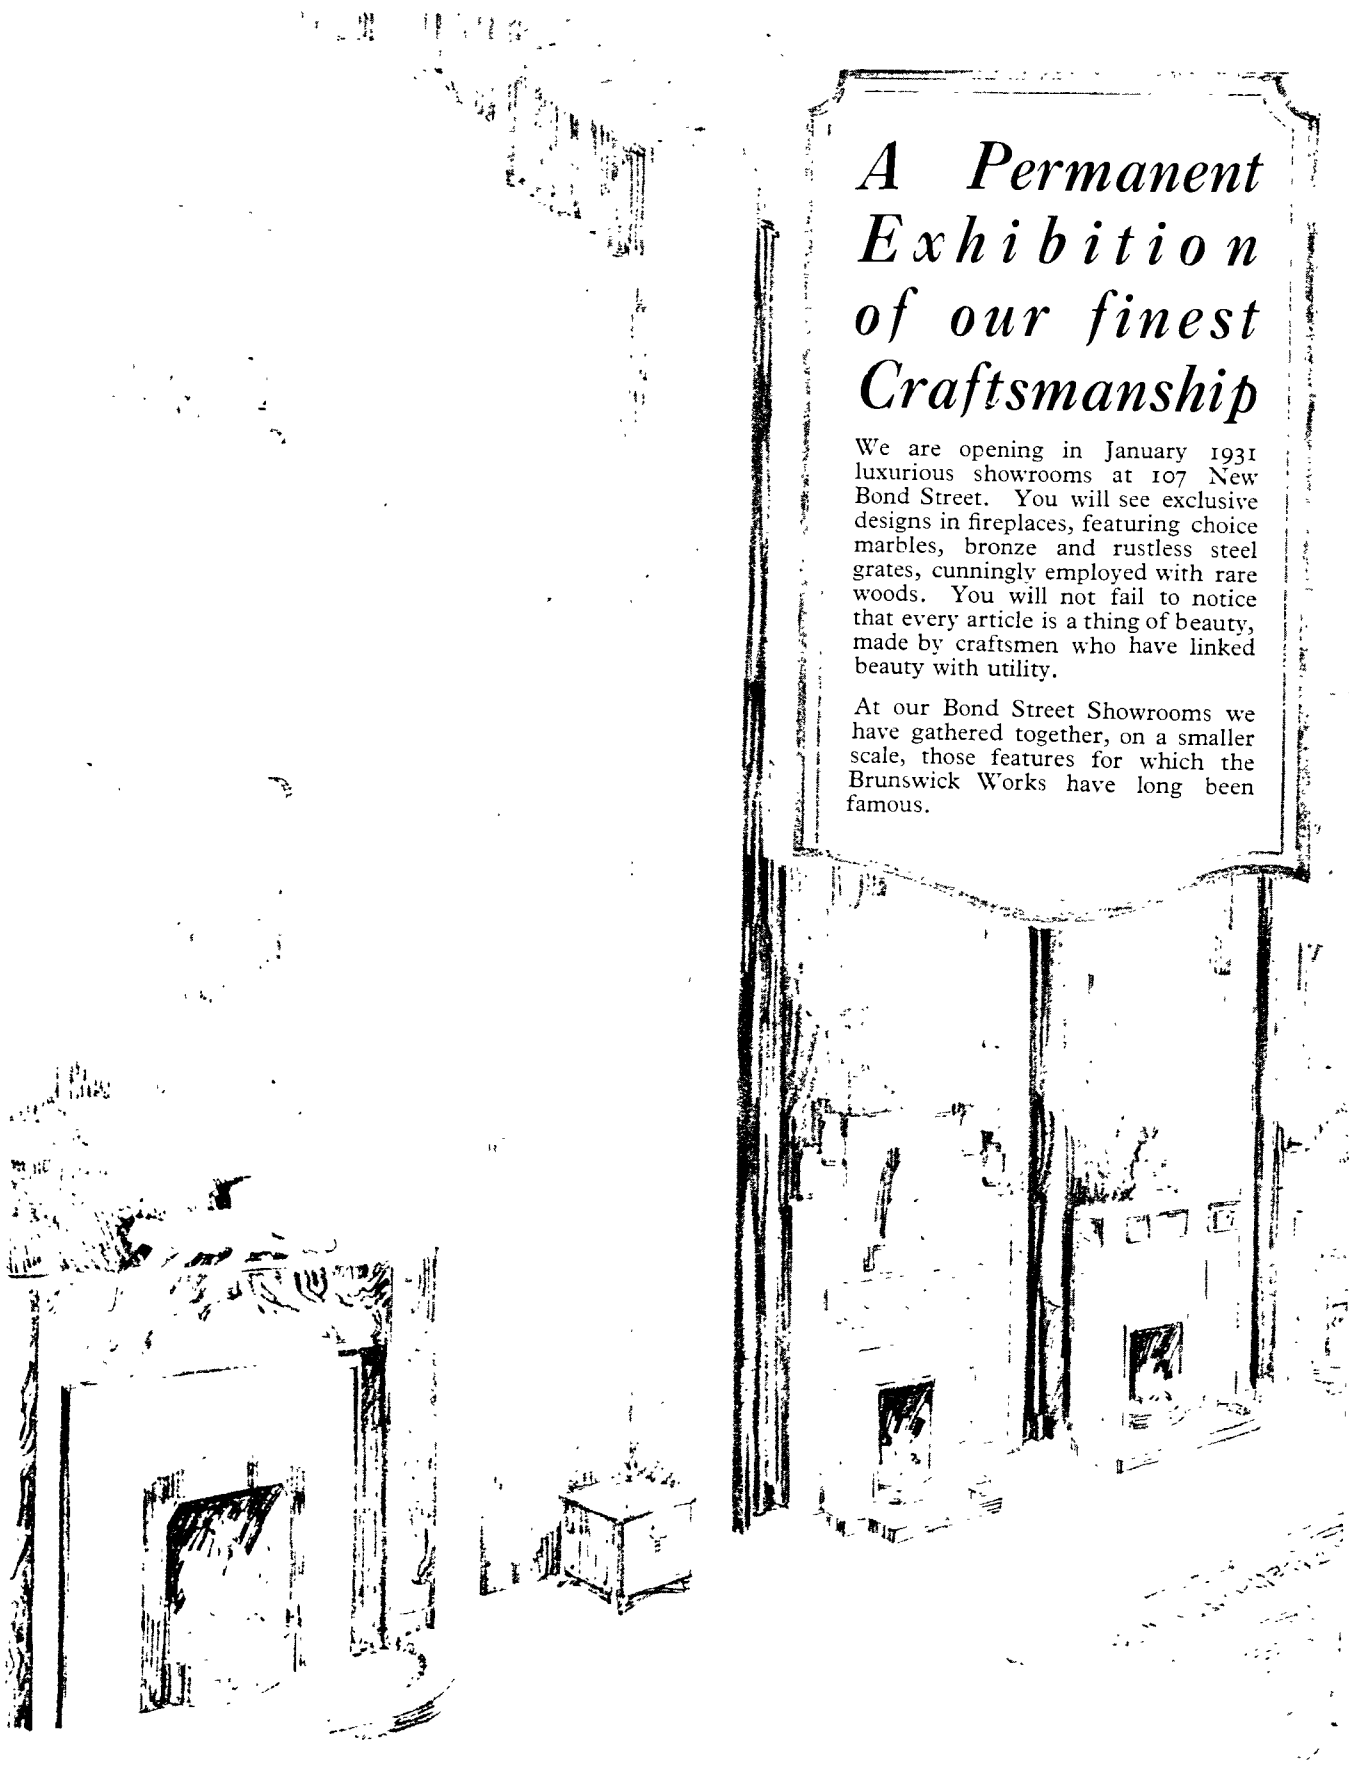 A Permanent
Exhibition
of our finest
Craftsmanship
We are opening in January 1931
luxurious showrooms at 107 New
Bond Street. You will see exclusive
designs in fireplaces, featuring choice
marbles, bronze and rustless steel
grates, cunningly employed with rare
woods. You will not fail to notice
that every article is a thing of beauty,
made by craftsmen who have linked
beauty with utility.
At our Bond Street Showrooms we
have gathered together, on a smaller
scale, those features for which the
Brunswick Works have long been
famous.